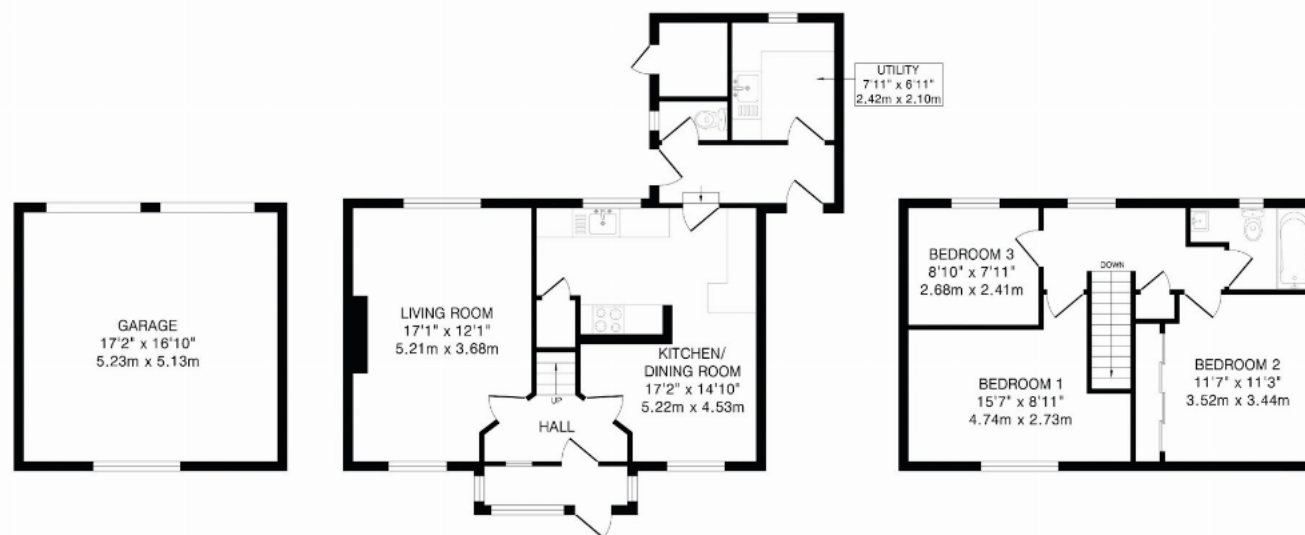 UTILITY
7'11" x 6'11"
2.42m x 2.10m
GARAGE
17'2" x 16'10"
5.23m x 5.13m
LIVING ROOM
17'1" x 12'1"
5.21m x 3.68m
KITCHEN/
DINING ROOM
17'2" x 14'10"
5.22m x 4.53m
UP
HALL
BEDROOM 3
8'10" x 7'11"
2.68m x 2.41m
DOWN
BEDROOM 1
15'7" x 8'11"
4.74m x 2.73m
BEDROOM 2
11'7" x 11'3"
3.52m x 3.44m